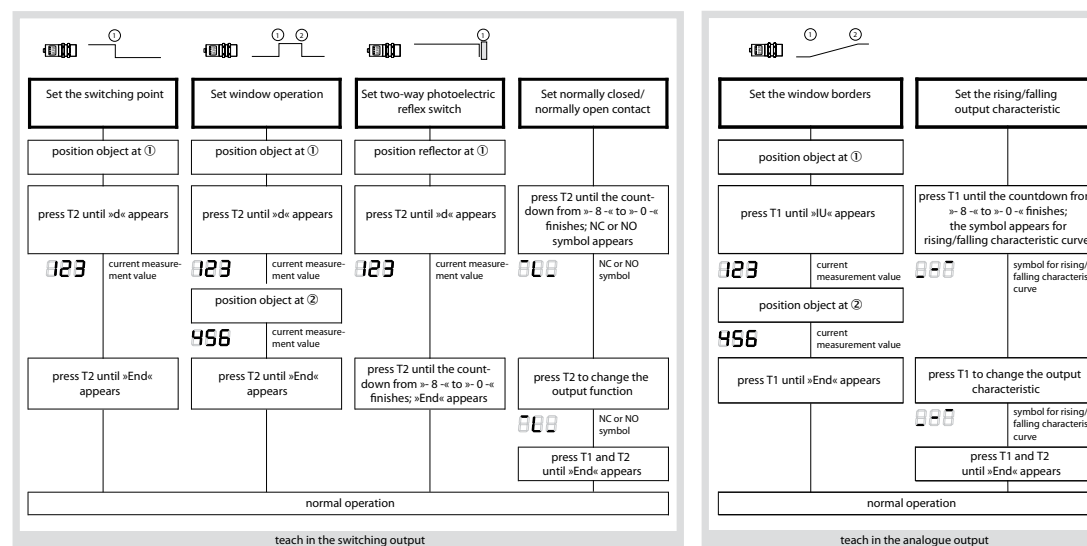 1
1 2
1
1 2
Set the switching point
Set window operation
Set two-way photoelectric
reflex switch
Set normally closed/
normally open contact
position object at ①
position object at ①
position reflector at ①
press T2 until »d« appears
press T2 until »d« appears
press T2 until »d« appears
press T2 until the count-
down from »- 8 -« to »- 0 -«
finishes; NC or NO
symbol appears
123
current measure-
ment value
123
current measure-
ment value
123
current measure-
ment value
NC or NO
symbol
position object at ②
456
current measure-
ment value
press T2 until »End«
appears
press T2 until »End«
appears
press T2 until the count-
down from »- 8 -« to »- 0 -«
finishes; »End« appears
press T2 to change the
output function
NC or NO
symbol
press T1 and T2
until »End« appears
normal operation
teach in the switching output
Set the window borders
Set the rising/falling
output characteristic
position object at ①
press T1 until »IU« appears
press T1 until the countdown
»- 8 -« to »- 0 -« finishes;
the symbol appears for
rising/falling characteristic curve
123
current
measurement value
symbol for rising/
falling
curve
position object at ②
456
current
measurement value
press T1 until »End« appears
press T1 to change the output
characteristic
symbol for rising/
falling
curve
press T1 and T2
until »End« appears
normal operation
teach in the analogue output